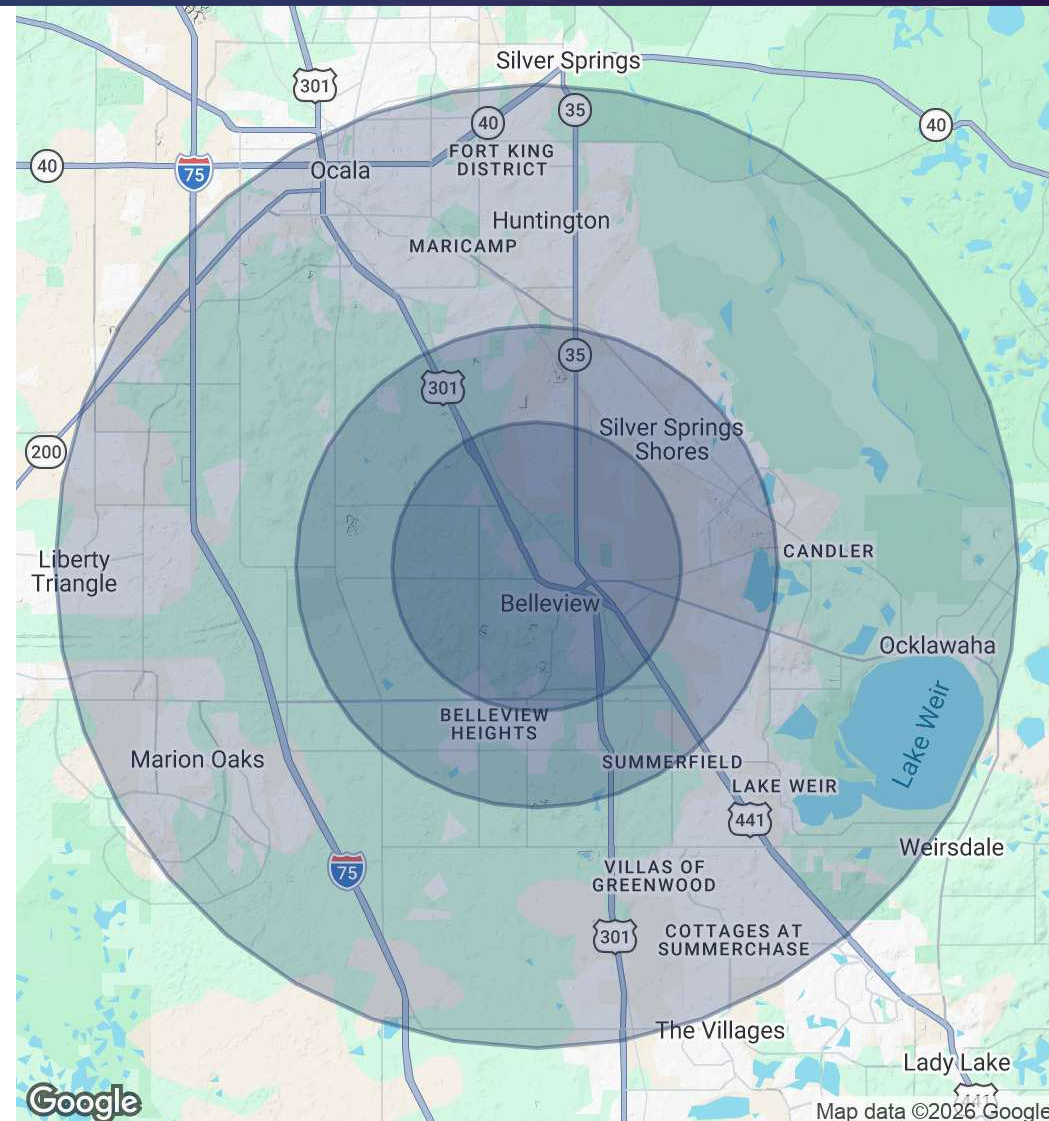 Silver Springs
301
35
40
40
FORT KING
DISTRICT
40
75
Ocala
Huntington
MARICAMP
35
301
Silver Springs
Shores
200
CANDLER
Liberty
Triangle
Belleview
Ocklawaha
Lake Weir
BELLEVIEW
HEIGHTS
Marion Oaks
SUMMERFIELD
LAKE WEIR
441
Weirsdale
75
VILLAS OF
GREENWOOD
301
COTTAGES AT
SUMMERCHASE
The Villages
Lady Lake
441
Google
Map data ©2026 Google